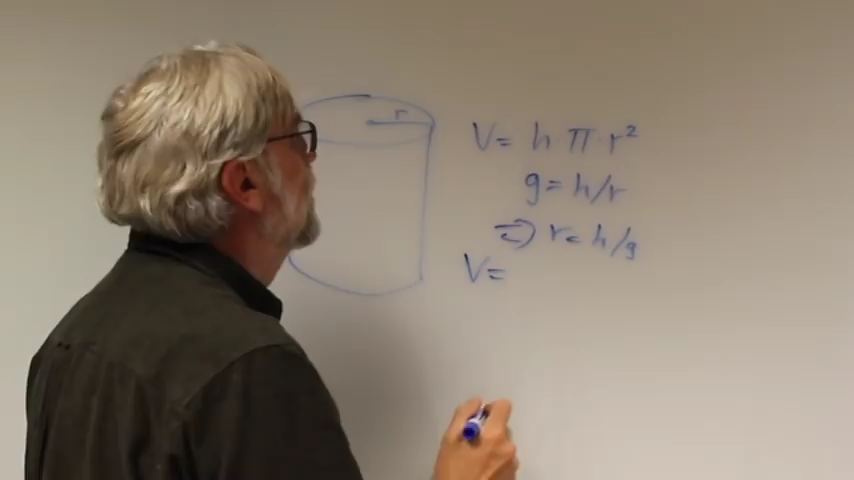 r
V = h π · r²
g = h/r
=> r = h/g
V =